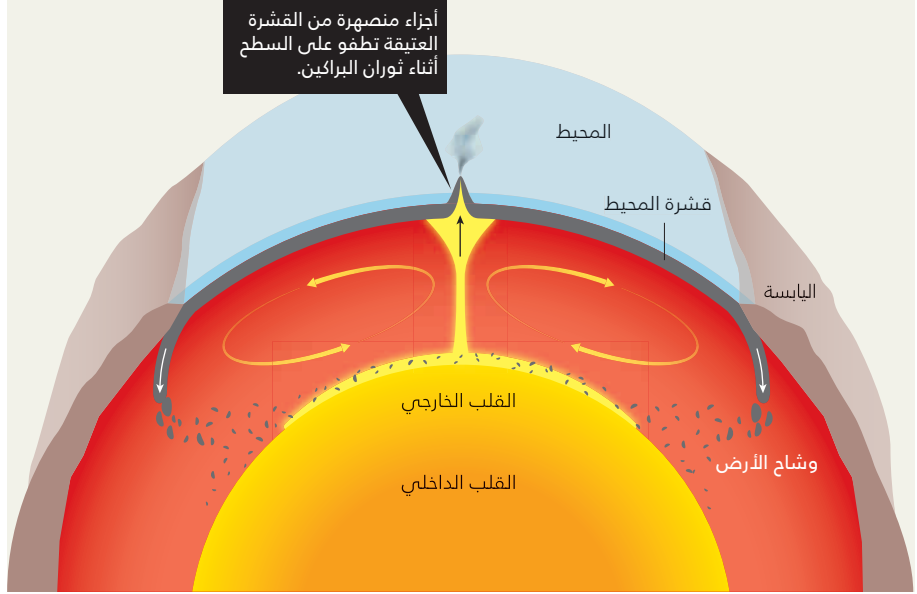 أجزاء منصهرة من القشرة
العتيقة تطفو على السطح
أثناء ثوران البراكين.
المحيط
قشرة المحيط
اليابسة
القلب الخارجي
وشاح الأرض
القلب الداخلي